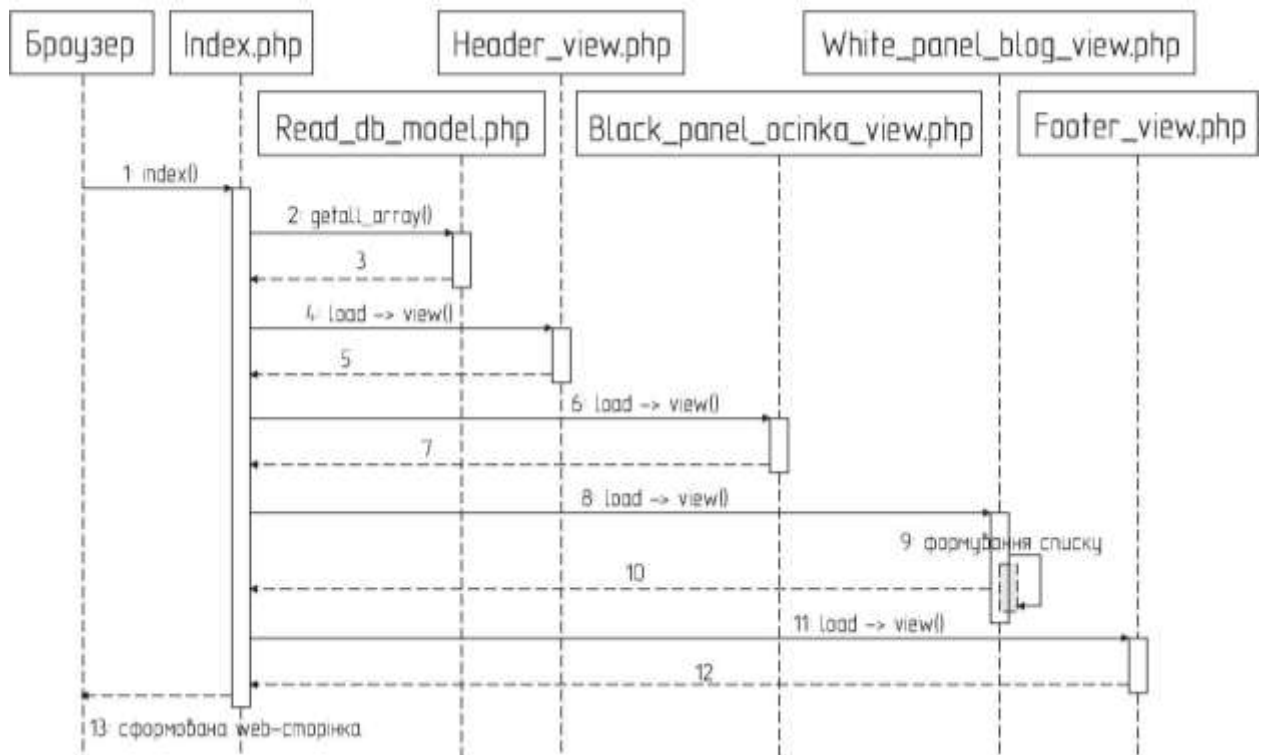 Броузер
Index.php
Header_view.php
White_panel_blog_view.php
Read_db_model.php
Black_panel_ocinka_view.php
Footer_view.php
1: index()
2: getall_array()
3
4: load -> view()
5
6: load -> view()
7
8: load -> view()
9: формування списку
10
11: load -> view()
12
13: сформована web-сторінка